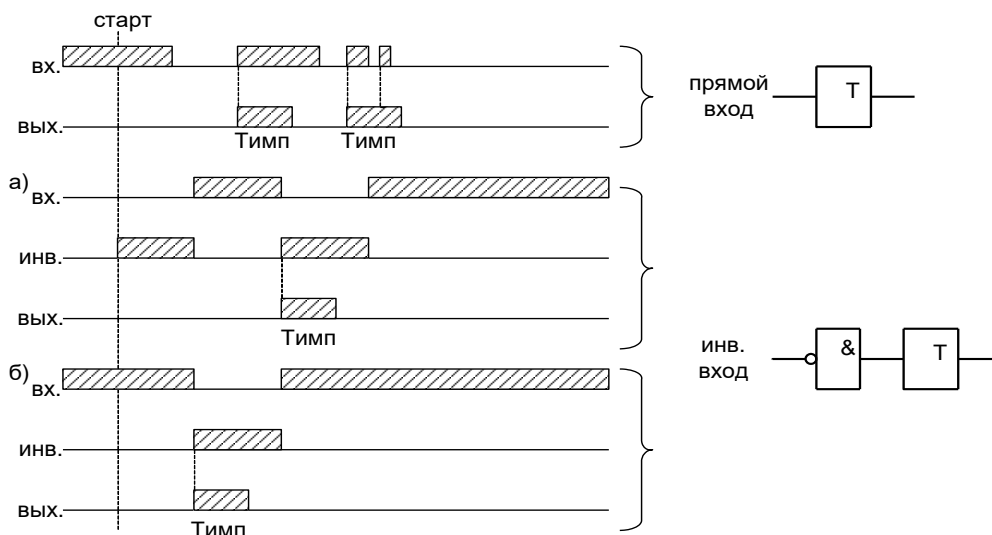 старт
вх.
вых.
Тимп Тимп
прямой
вход
T
а)
вх.
инв.
вых.
Тимп
б)
вх.
инв.
вых.
Тимп
инв.
вход
&
T